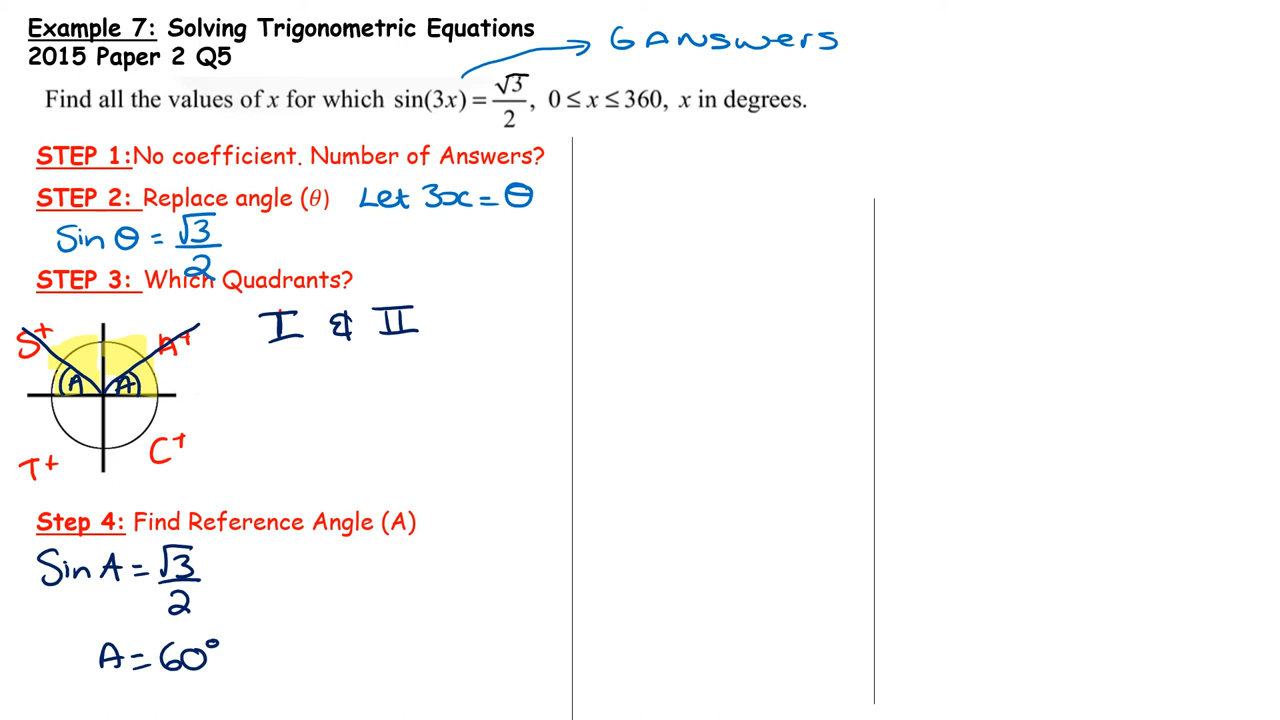 Example 7: Solving Trigonometric Equations
2015 Paper 2 Q5
6 Answers
Find all the values of x for which sin(3x) = √3/2, 0 ≤ x ≤ 360, x in degrees.
STEP 1:No coefficient. Number of Answers?
STEP 2: Replace angle (θ) Let 3x = θ
Sin θ = √3/2
STEP 3: Which Quadrants?
I & II
S+ A+
A A
T+ C+
Step 4: Find Reference Angle (A)
Sin A = √3/2
A = 60°